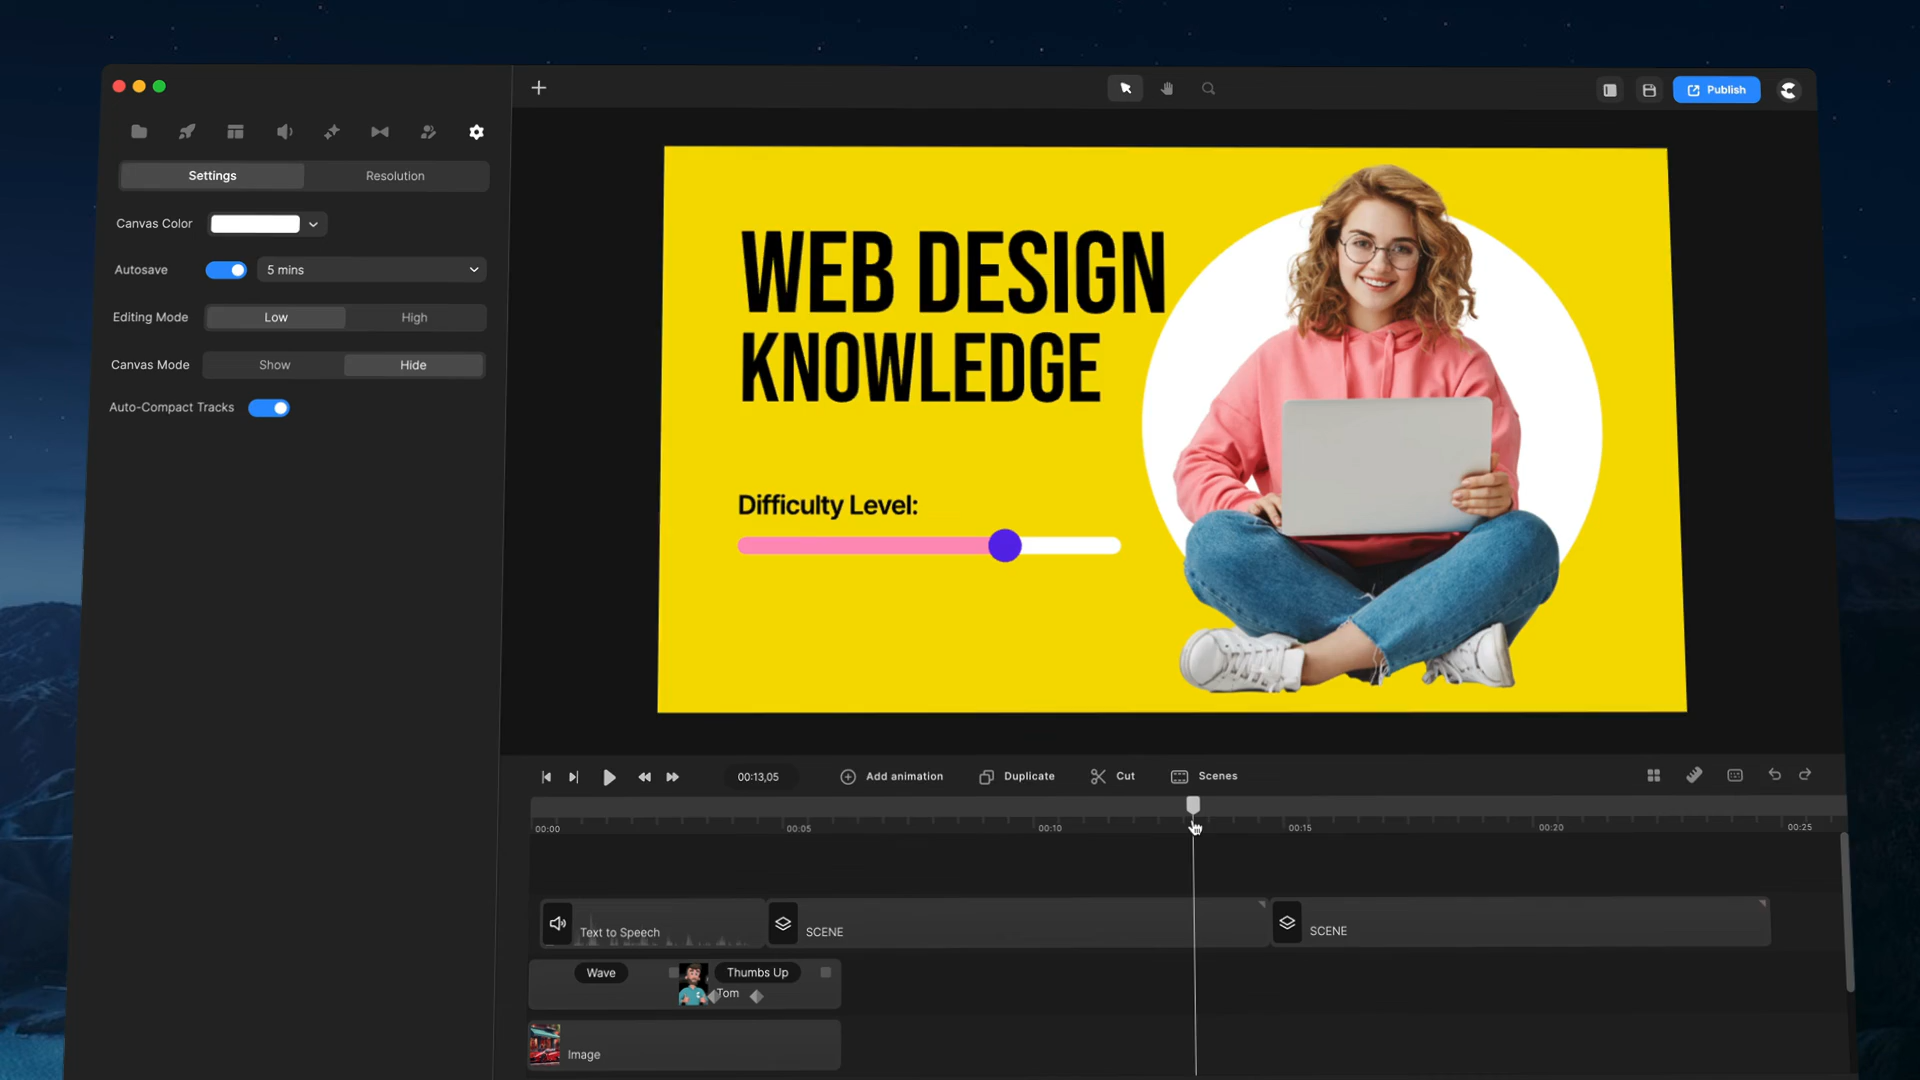 Publish
Settings
Resolution
Canvas Color
Autosave
5 mins
Editing Mode
Low
High
Canvas Mode
Show
Hide
Auto-Compact Tracks
WEB DESIGN
KNOWLEDGE
Difficulty Level:
00:13,05
Add animation
Duplicate
Cut
Scenes
00:00
00:05
00:10
00:15
00:20
00:25
Text to Speech
SCENE
SCENE
Wave
Thumbs Up
Tom
Image